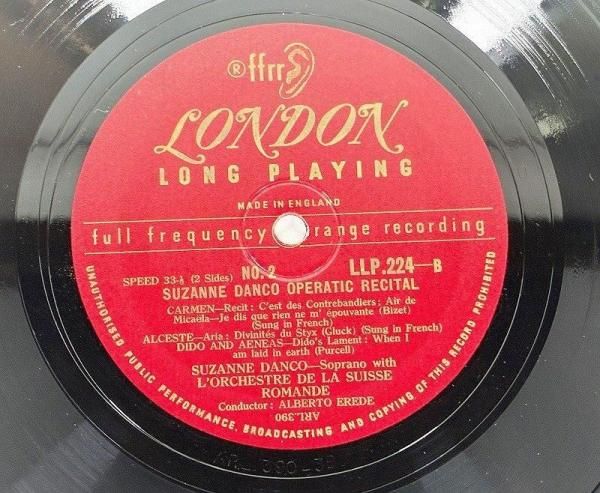 ®ffrr
LONDON
LONG PLAYING
MADE IN ENGLAND
full frequency range recording
SPEED 33⅓ (2 Sides) NO. 2 LLP.224—B
SUZANNE DANCO OPERATIC RECITAL
CARMEN—Recit: C'est des Contrebandiers; Air de
Micaëla—Je dis que rien ne m' épouvante (Bizet)
(Sung in French)
ALCESTE—Aria: Divinités du Styx (Gluck) (Sung in French)
DIDO AND AENEAS—Dido's Lament: When I
am laid in earth (Purcell)
SUZANNE DANCO—Soprano with
L'ORCHESTRE DE LA SUISSE
ROMANDE
Conductor: ALBERTO EREDE
ARL.390
UNAUTHORISED PUBLIC PERFORMANCE, BROADCASTING AND COPYING OF THIS RECORD PROHIBITED